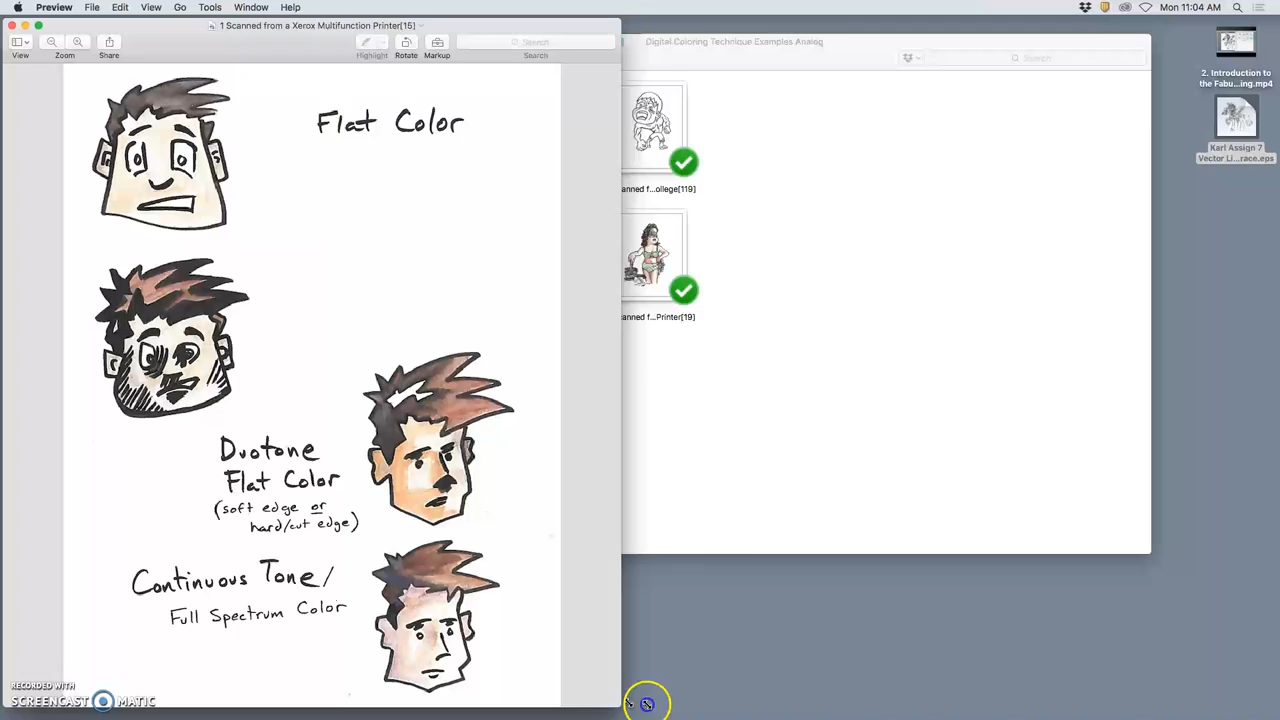 Preview File Edit View Go Tools Window Help
Mon 11:04 AM
1 Scanned from a Xerox Multifunction Printer[15]
View Zoom Share
Highlight Rotate Markup
Search
Search
Digital Coloring Technique Examples Analog
Search
2. Introduction to
the Fabu...ing.mp4
Karl Assign 7
Vector Li...race.eps
anned f...ollege[119]
anned f...Printer[19]
Flat Color
Duotone
Flat Color
(soft edge or
hard/cut edge)
Continuous Tone/
Full Spectrum Color
RECORDED WITH
SCREENCAST MATIC